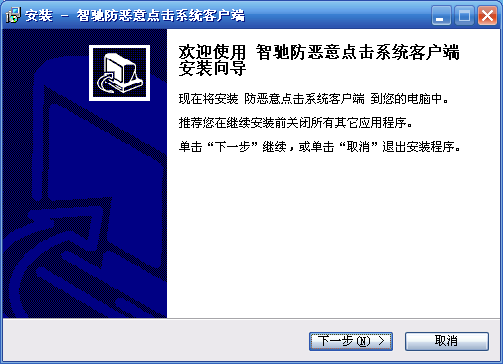 安装 - 智驰防恶意点击系统客户端
欢迎使用 智驰防恶意点击系统客户端
安装向导
现在将安装 防恶意点击系统客户端 到您的电脑中。
推荐您在继续安装前关闭所有其它应用程序。
单击“下一步”继续，或单击“取消”退出安装程序。
下一步(N) >
取消